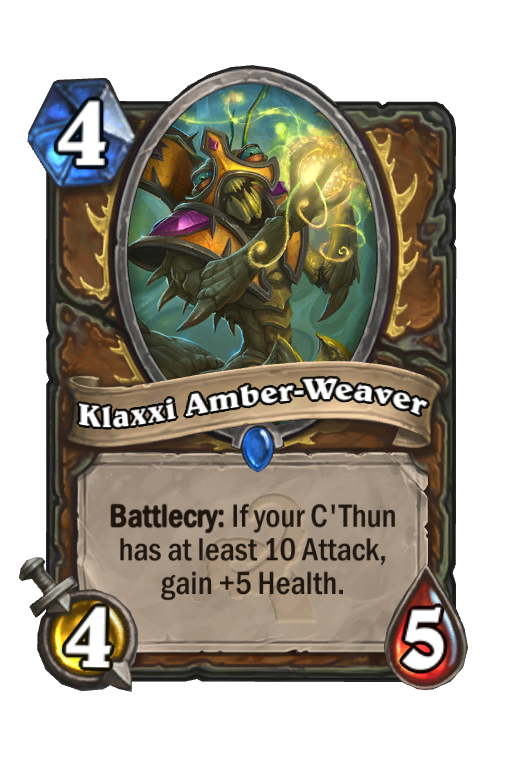 4
Klaxxi Amber-Weaver
Battlecry: If your C'Thun
has at least 10 Attack,
gain +5 Health.
4
5